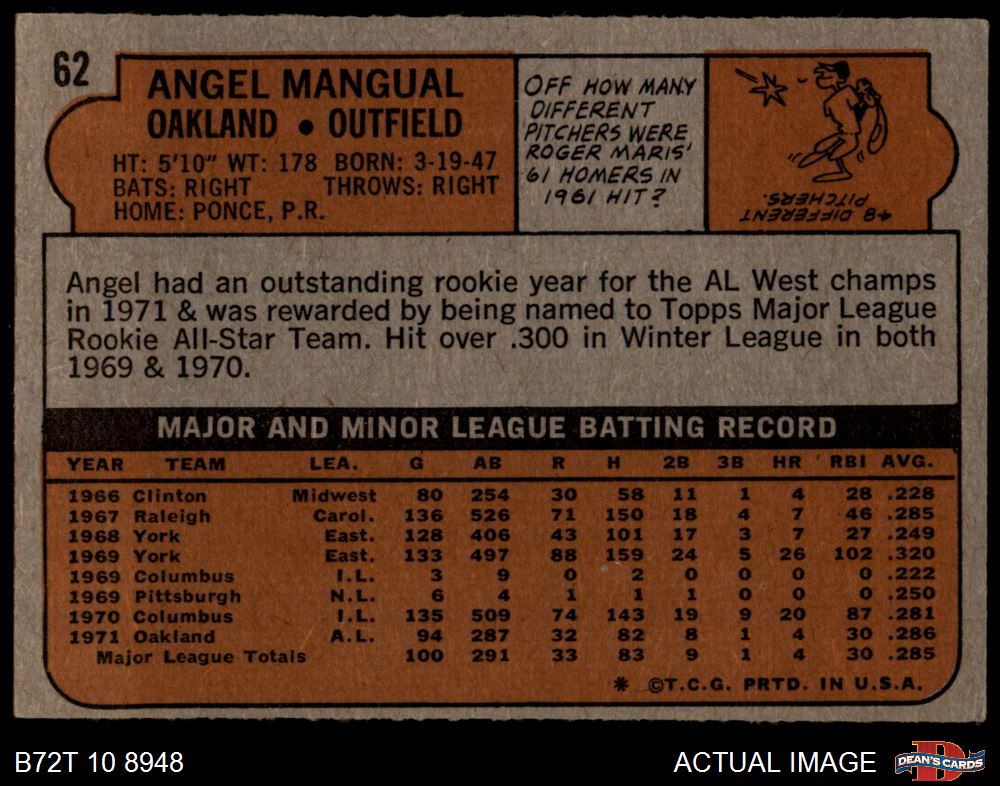 62
ANGEL MANGUAL
OAKLAND • OUTFIELD
HT: 5'10" WT: 178 BORN: 3-19-47
BATS: RIGHT THROWS: RIGHT
HOME: PONCE, P.R.
OFF HOW MANY
DIFFERENT
PITCHERS WERE
ROGER MARIS'
61 HOMERS IN
1961 HIT?
48 DIFFERENT
PITCHERS.
Angel had an outstanding rookie year for the AL West champs
in 1971 & was rewarded by being named to Topps Major League
Rookie All-Star Team. Hit over .300 in Winter League in both
1969 & 1970.
MAJOR AND MINOR LEAGUE BATTING RECORD
YEAR TEAM LEA. G AB R H 2B 3B HR RBI AVG.
1966 Clinton Midwest 80 254 30 58 11 1 4 28 .228
1967 Raleigh Carol. 136 526 71 150 18 4 7 46 .285
1968 York East. 128 406 43 101 17 3 7 27 .249
1969 York East. 133 497 88 159 24 5 26 102 .320
1969 Columbus I.L. 3 9 0 2 0 0 0 0 .222
1969 Pittsburgh N.L. 6 4 1 1 1 0 0 0 .250
1970 Columbus I.L. 135 509 74 143 19 9 20 87 .281
1971 Oakland A.L. 94 287 32 82 8 1 4 30 .286
Major League Totals 100 291 33 83 9 1 4 30 .285
* ©T.C.G. PRTD. IN U.S.A.
B72T 10 8948
ACTUAL IMAGE
DEAN'S CARDS